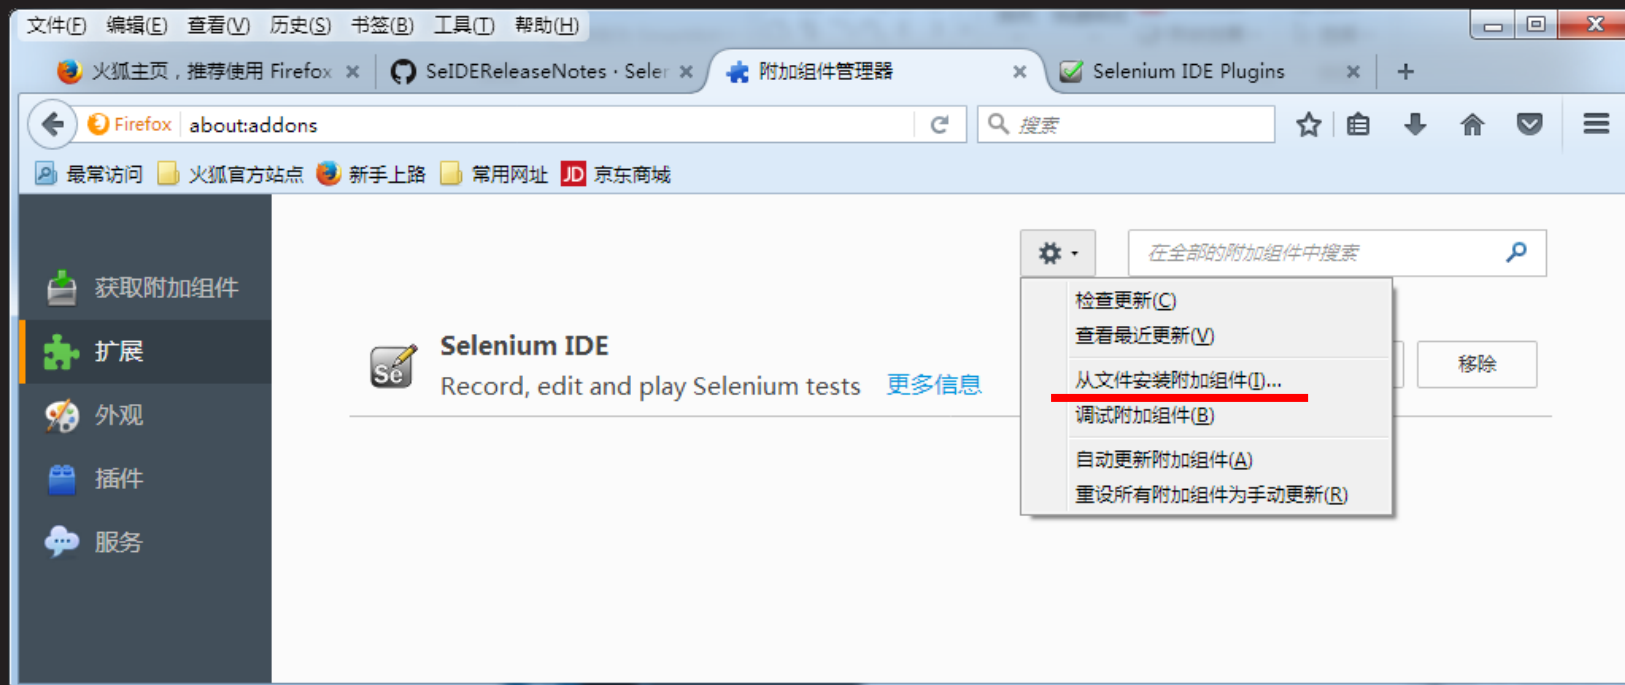 文件(F) 编辑(E) 查看(V) 历史(S) 书签(B) 工具(T) 帮助(H)
火狐主页，推荐使用 Firefox
SeIDEReleaseNotes · Seler
附加组件管理器
Selenium IDE Plugins
Firefox about:addons
搜索
最常访问 火狐官方站点 新手上路 常用网址 JD 京东商城
在全部的附加组件中搜索
获取附加组件
扩展
外观
插件
服务
Se
Selenium IDE
Record, edit and play Selenium tests 更多信息
移除
检查更新(C)
查看最近更新(V)
从文件安装附加组件(I)...
调试附加组件(B)
自动更新附加组件(A)
重设所有附加组件为手动更新(R)